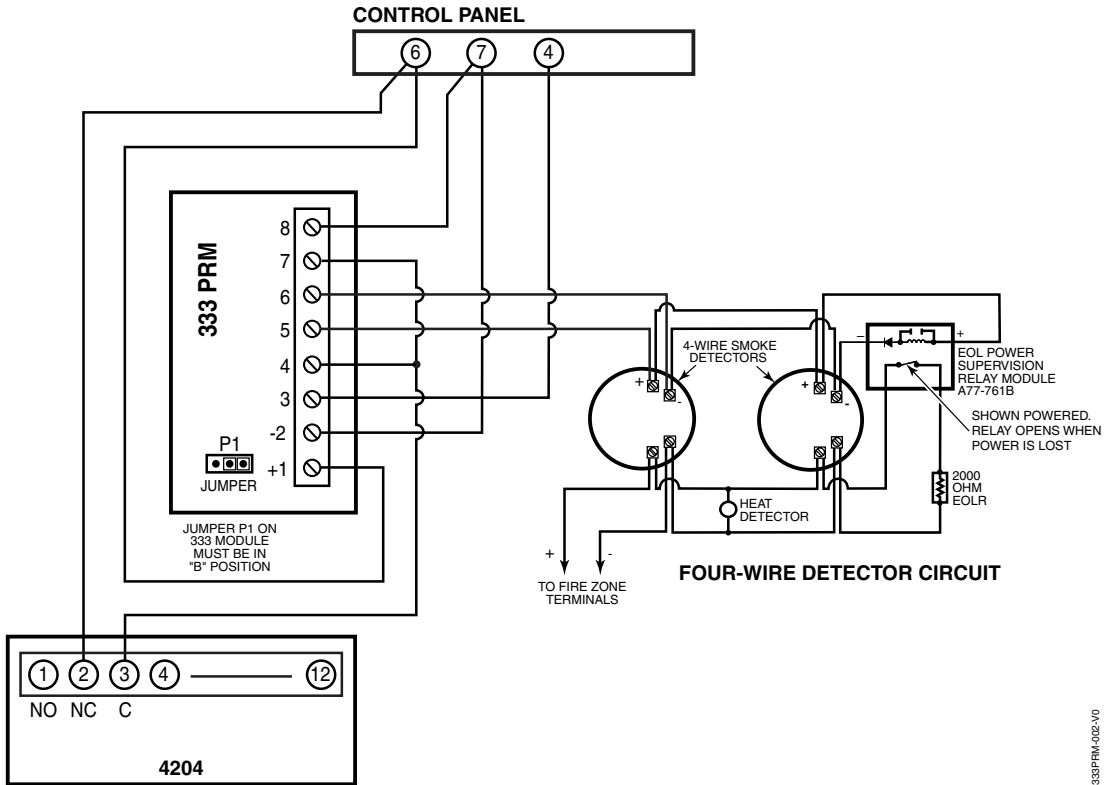 CONTROL PANEL
6
7
4
333 PRM
8
7
6
5
4
3
-2
+1
P1
JUMPER
JUMPER P1 ON
333 MODULE
MUST BE IN
"B" POSITION
4-WIRE SMOKE
DETECTORS
+
-
+
-
–
+
EOL POWER
SUPERVISION
RELAY MODULE
A77-761B
SHOWN POWERED.
RELAY OPENS WHEN
POWER IS LOST
2000
OHM
EOLR
HEAT
DETECTOR
+
-
TO FIRE ZONE
TERMINALS
FOUR-WIRE DETECTOR CIRCUIT
1
2
3
4
12
NO
NC
C
4204
333PRM-002-V0